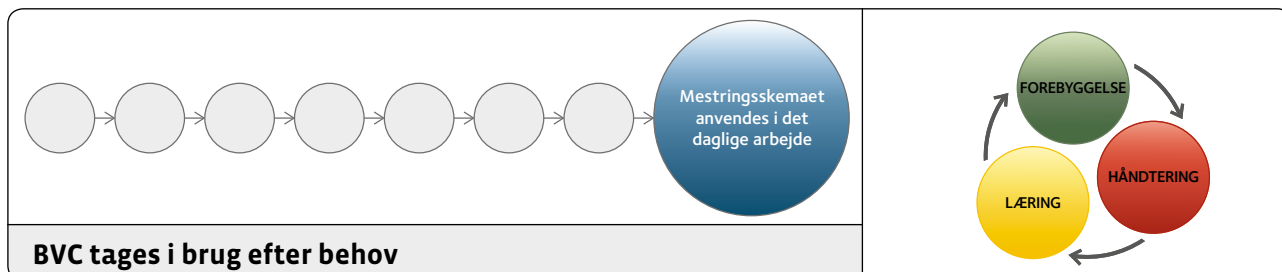 Mestringsskemaet
anvendes i det
daglige arbejde
BVC tages i brug efter behov
FOREBYGGELSE
HÅNDTERING
LÆRING